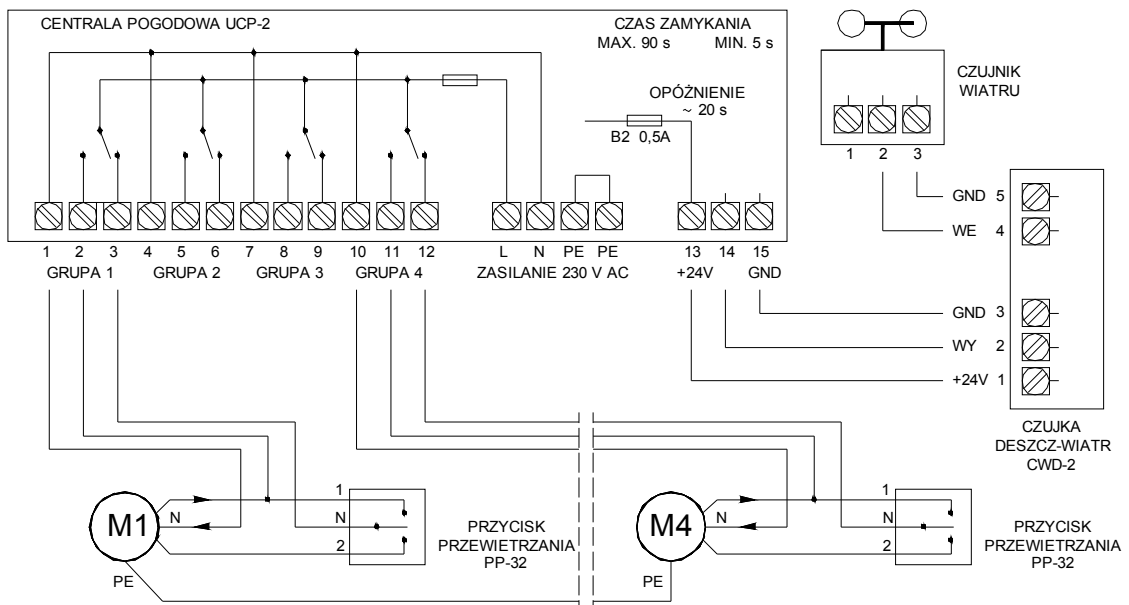 CENTRALA POGODOWA UCP-2
CZAS ZAMYKANIA
MAX. 90 s MIN. 5 s
OPÓŹNIENIE
~ 20 s
B2 0,5A
1 2 3 4 5 6 7 8 9 10 11 12 L N PE PE 13 14 15
GRUPA 1 GRUPA 2 GRUPA 3 GRUPA 4 ZASILANIE 230 V AC +24V GND
CZUJNIK
WIATRU
1 2 3
GND 5
WE 4
GND 3
WY 2
+24V 1
CZUJKA
DESZCZ-WIATR
CWD-2
M1
N
PE
1
N
2
PRZYCISK
PRZEWIETRZANIA
PP-32
M4
N
PE
1
N
2
PRZYCISK
PRZEWIETRZANIA
PP-32